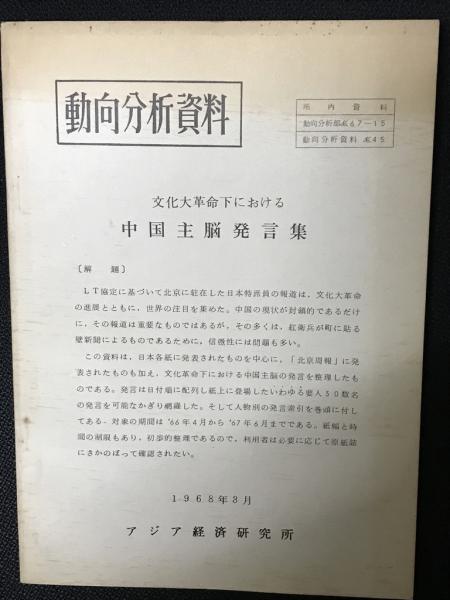 動向分析資料
所内資料
動向分析部№67-15
動向分析資料 №45
文化大革命下における
中国主脳発言集
〔解題〕
LT協定に基づいて北京に駐在した日本特派員の報道は、文化大革命
の進展とともに、世界の注目を集めた。中国の現状が封鎖的であるだけ
に、その報道は重要なものではあるが、その多くは、紅衛兵が町に貼る
壁新聞によるものであるために、信憑性には問題も多い。
この資料は、日本各紙に発表されたものを中心に、「北京周報」に発
表されたものも加え、文化革命下における中国主脳の発言を整理したも
のである。発言は日付順に配列し紙上に登場したいわゆる要人50数名
の発言を可能なかぎり網羅した。そして人物別の発言索引を巻頭に付し
てある。対象の期間は'66年4月から'67年6月までである。紙幅と時
間の制限もあり、初歩的整理であるので、利用者は必要に応じて原紙誌
にさかのぼって確認されたい。
1968年3月
アジア経済研究所